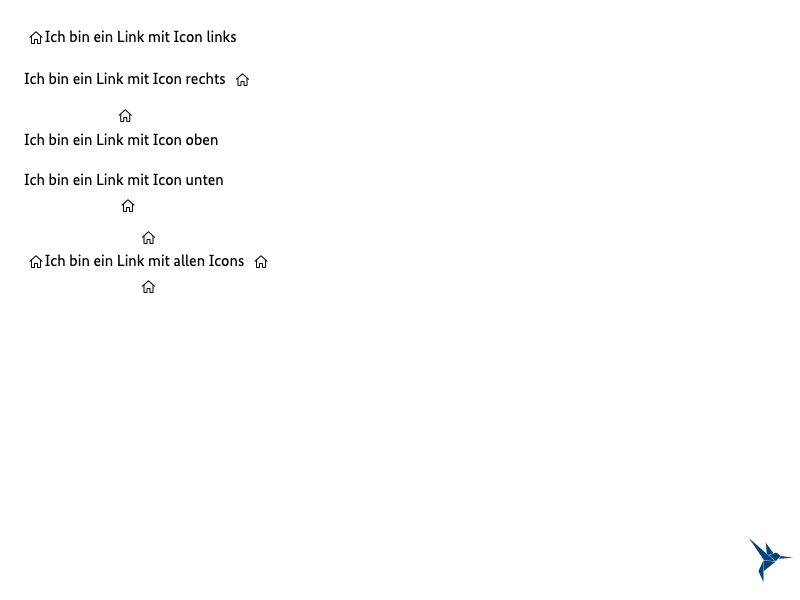 Ich bin ein Link mit Icon links
Ich bin ein Link mit Icon rechts
Ich bin ein Link mit Icon oben
Ich bin ein Link mit Icon unten
Ich bin ein Link mit allen Icons